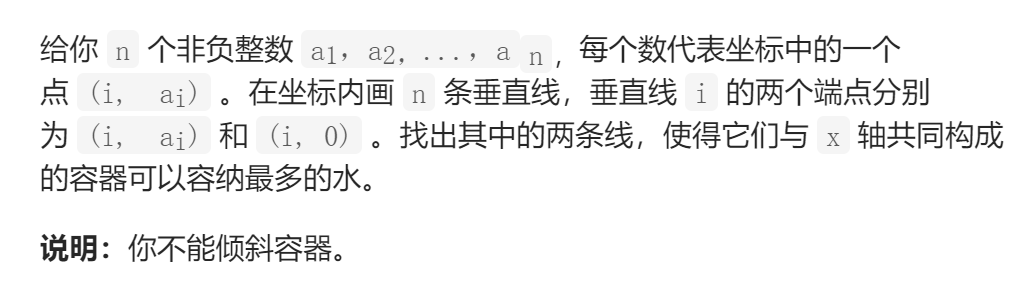 给你 n 个非负整数 a1，a2，...，a n，每个数代表坐标中的一个
点 (i, ai) 。在坐标内画 n 条垂直线，垂直线 i 的两个端点分别
为 (i, ai) 和 (i, 0) 。找出其中的两条线，使得它们与 x 轴共同构成
的容器可以容纳最多的水。
说明：你不能倾斜容器。